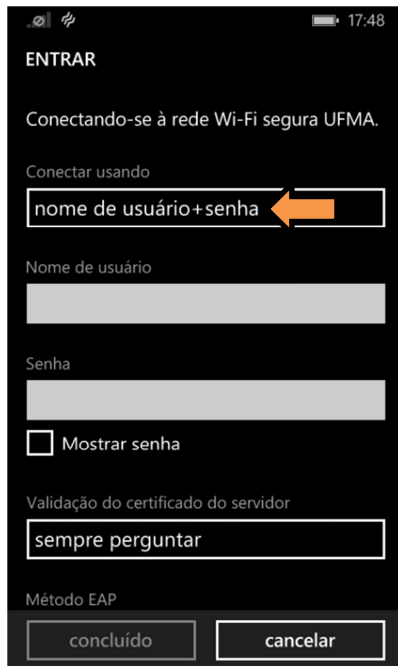 17:48
ENTRAR
Conectando-se à rede Wi-Fi segura UFMA.
Conectar usando
nome de usuário+senha
Nome de usuário
Senha
Mostrar senha
Validação do certificado do servidor
sempre perguntar
Método EAP
concluído cancelar